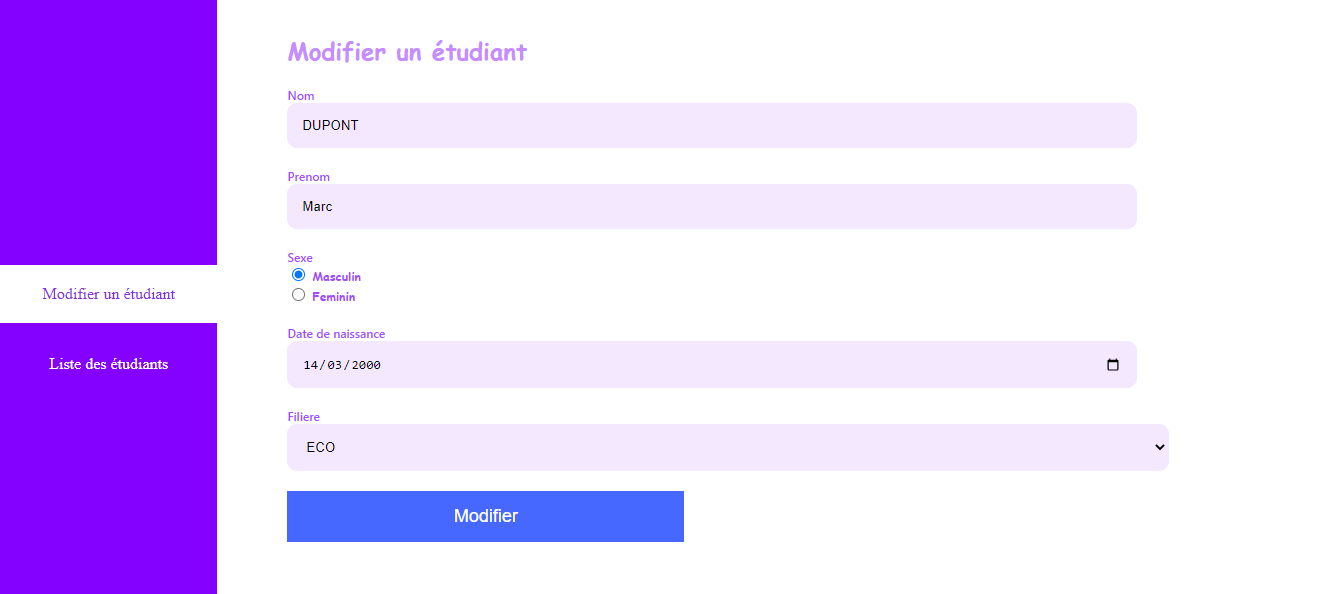 Modifier un étudiant
Liste des étudiants
Modifier un étudiant
Nom
DUPONT
Prenom
Marc
Sexe
Masculin
Feminin
Date de naissance
14/03/2000
Filiere
ECO
Modifier